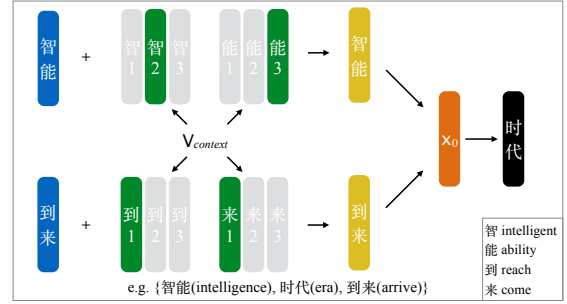 智能 + 智1 智2 智3 能1 能2 能3 智能
Vcontext
x0 时代
到来 + 到1 到2 到3 来1 来2 来3 到来
智 intelligent
能 ability
到 reach
来 come
e.g. {智能(intelligence), 时代(era), 到来(arrive)}